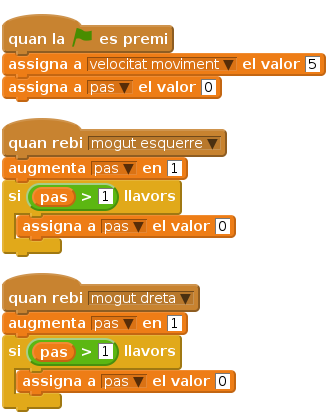 quan la es premi
assigna a velocitat moviment el valor 5
assigna a pas el valor 0
quan rebi mogut esquerre
augmenta pas en 1
si pas > 1 llavors
assigna a pas el valor 0
quan rebi mogut dreta
augmenta pas en 1
si pas > 1 llavors
assigna a pas el valor 0